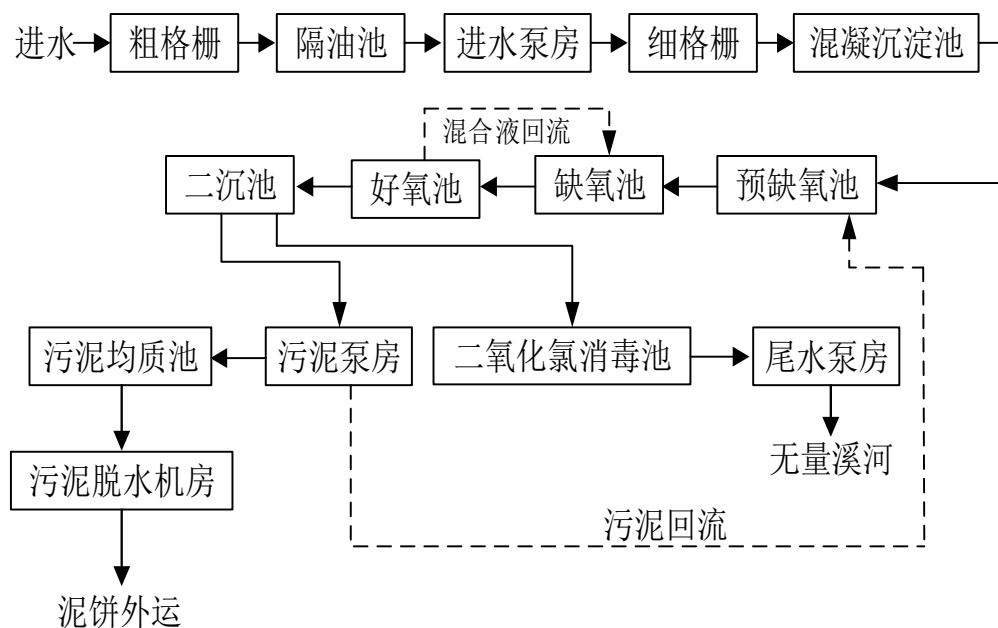 进水
粗格栅
隔油池
进水泵房
细格栅
混凝沉淀池
混合液回流
二沉池
好氧池
缺氧池
预缺氧池
污泥均质池
污泥泵房
二氧化氯消毒池
尾水泵房
无量溪河
污泥脱水机房
污泥回流
泥饼外运